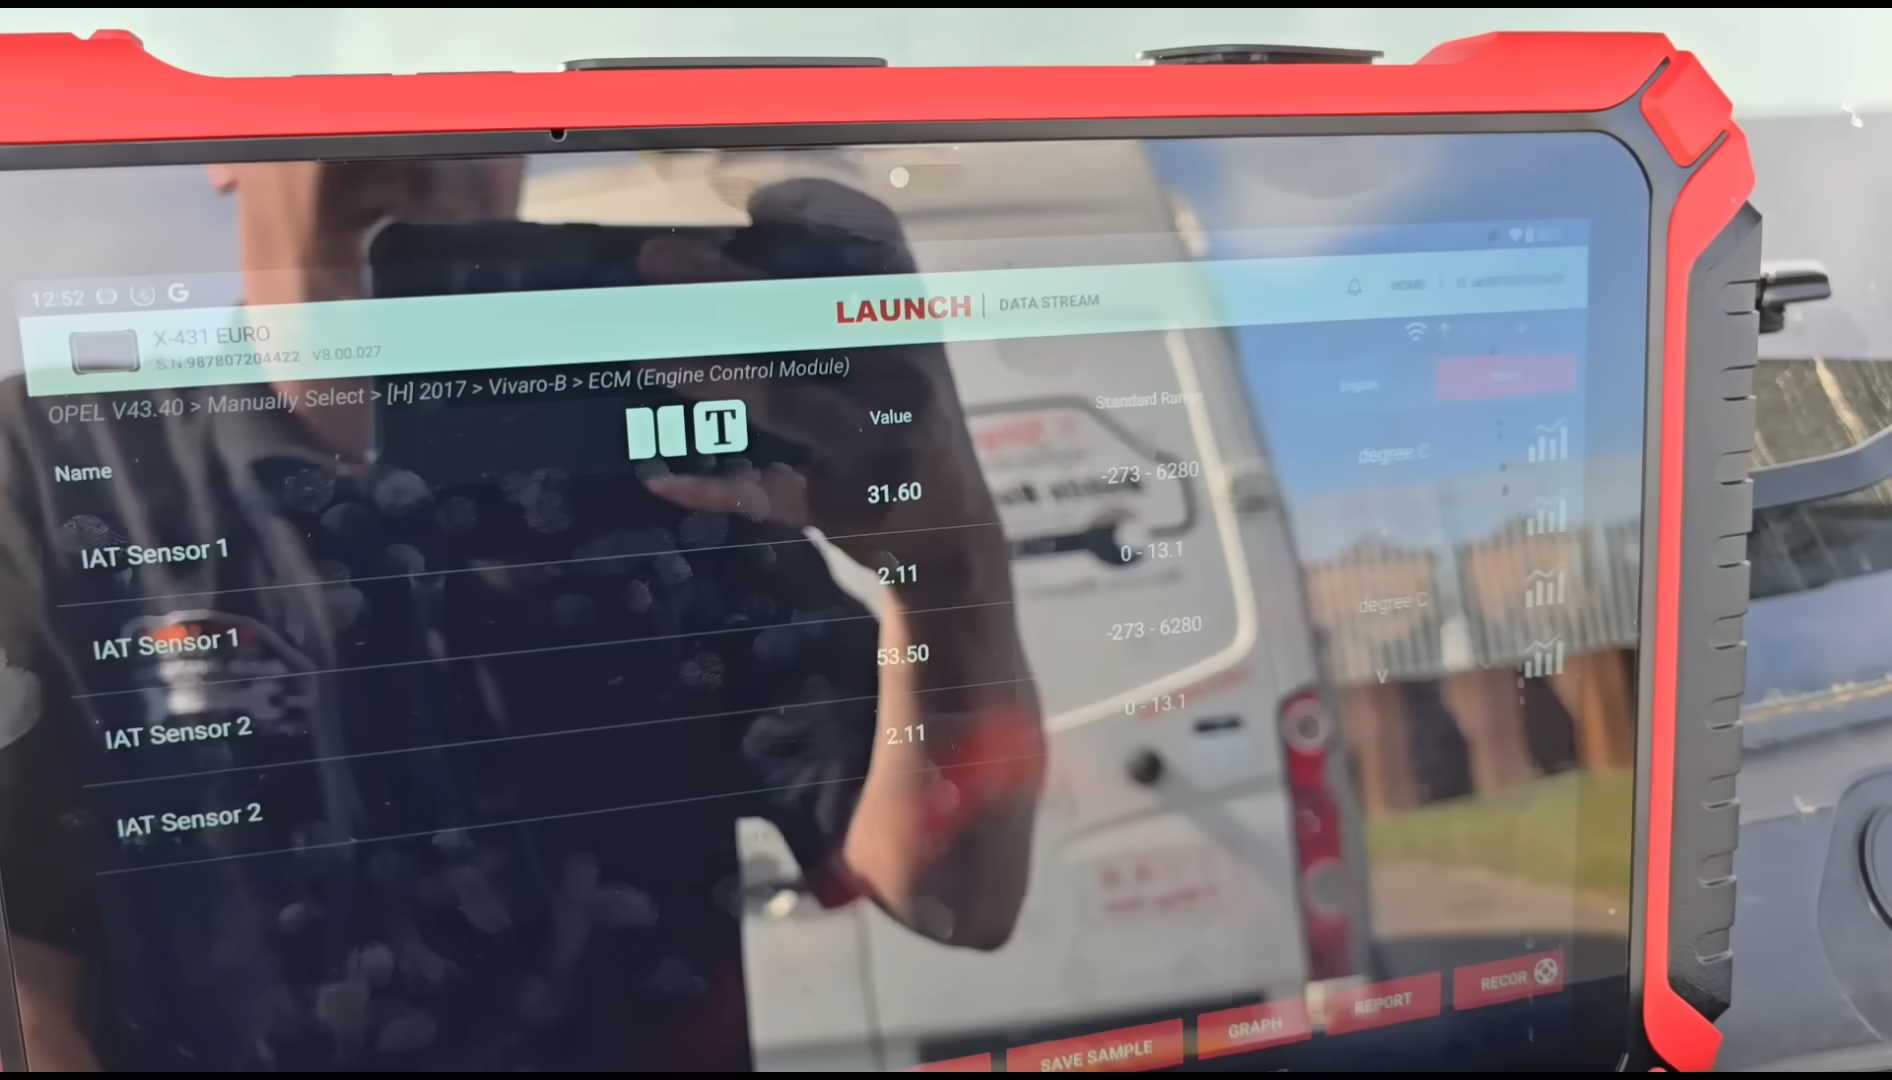 12:52 G
X-431 EURO
S.N:987807204422 V8.00.027
LAUNCH | DATA STREAM
HOME
OPEL V43.40 > Manually Select > [H] 2017 > Vivaro-B > ECM (Engine Control Module)
T
Name Value Standard Rang
IAT Sensor 1 31.60 -273 - 6280 degree C
IAT Sensor 1 2.11 0 - 13.1
IAT Sensor 2 53.50 -273 - 6280 degree C
IAT Sensor 2 2.11 0 - 13.1 V
SAVE SAMPLE GRAPH REPORT RECOR